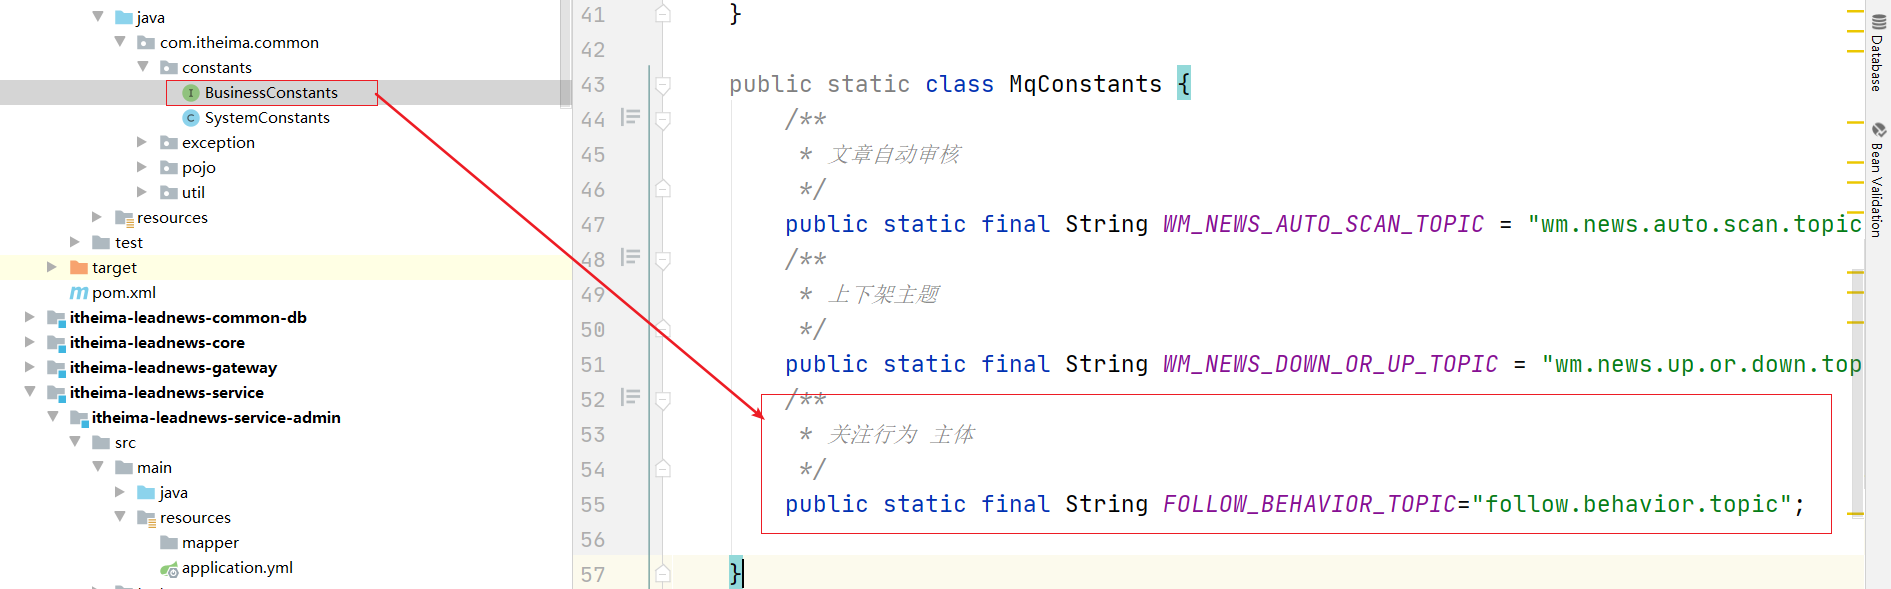 java
com.itheima.common
constants
BusinessConstants
SystemConstants
exception
pojo
util
resources
test
target
pom.xml
itheima-leadnews-common-db
itheima-leadnews-core
itheima-leadnews-gateway
itheima-leadnews-service
itheima-leadnews-service-admin
src
main
java
resources
mapper
application.yml
41 }
42
43 public static class MqConstants {
44 /**
45 * 文章自动审核
46 */
47 public static final String WM_NEWS_AUTO_SCAN_TOPIC = "wm.news.auto.scan.topic
48 /**
49 * 上下架主题
50 */
51 public static final String WM_NEWS_DOWN_OR_UP_TOPIC = "wm.news.up.or.down.top
52 /**
53 * 关注行为 主体
54 */
55 public static final String FOLLOW_BEHAVIOR_TOPIC="follow.behavior.topic";
56
57 }
Database
Bean Validation